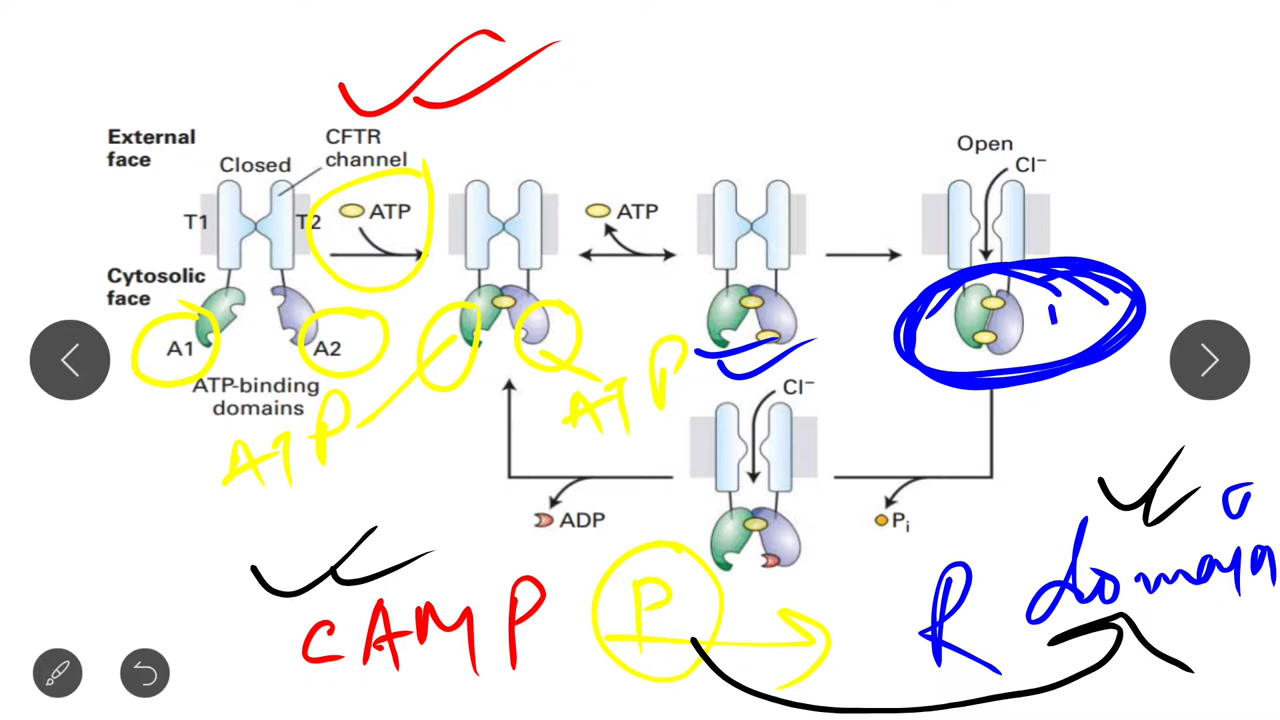 External face
CFTR channel
Closed
T1
T2
ATP
ATP
Open
Cl⁻
Cytosolic face
A1
A2
ATP-binding domains
ATP
ATP
Cl⁻
ADP
Pi
cAMP
P
R domain